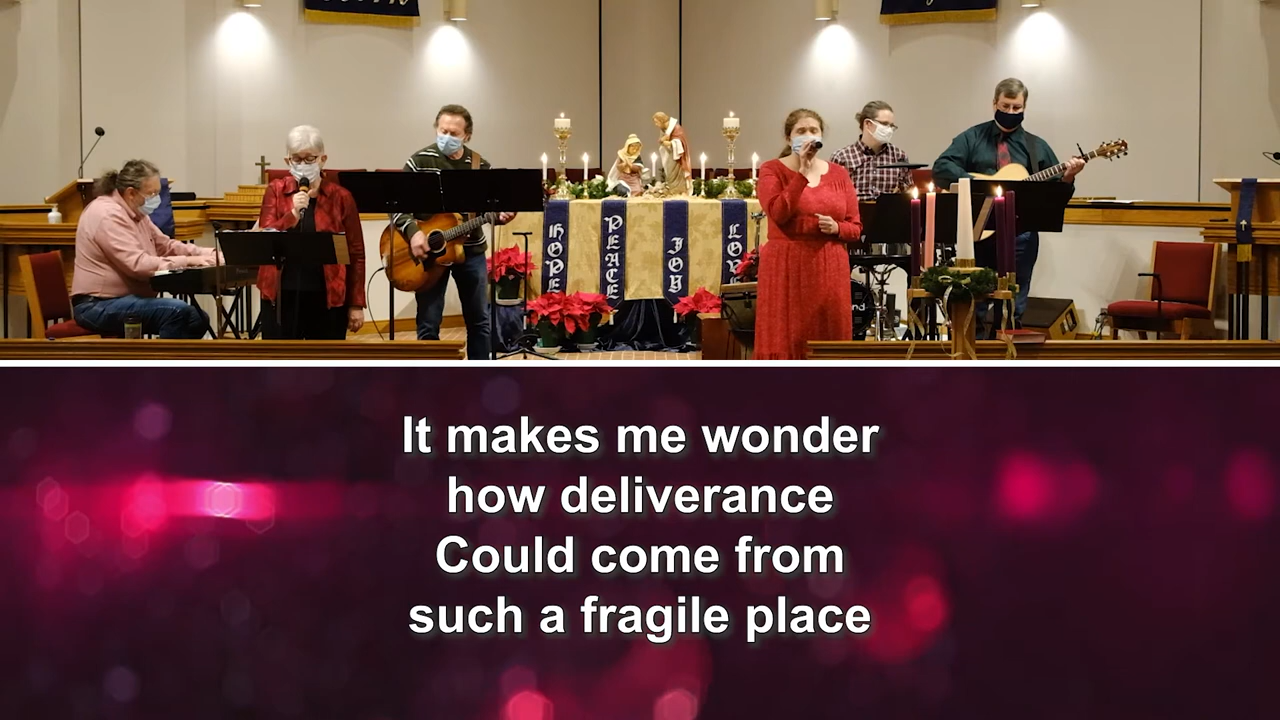 HOPE
PEACE
JOY
LOVE
It makes me wonder
how deliverance
Could come from
such a fragile place